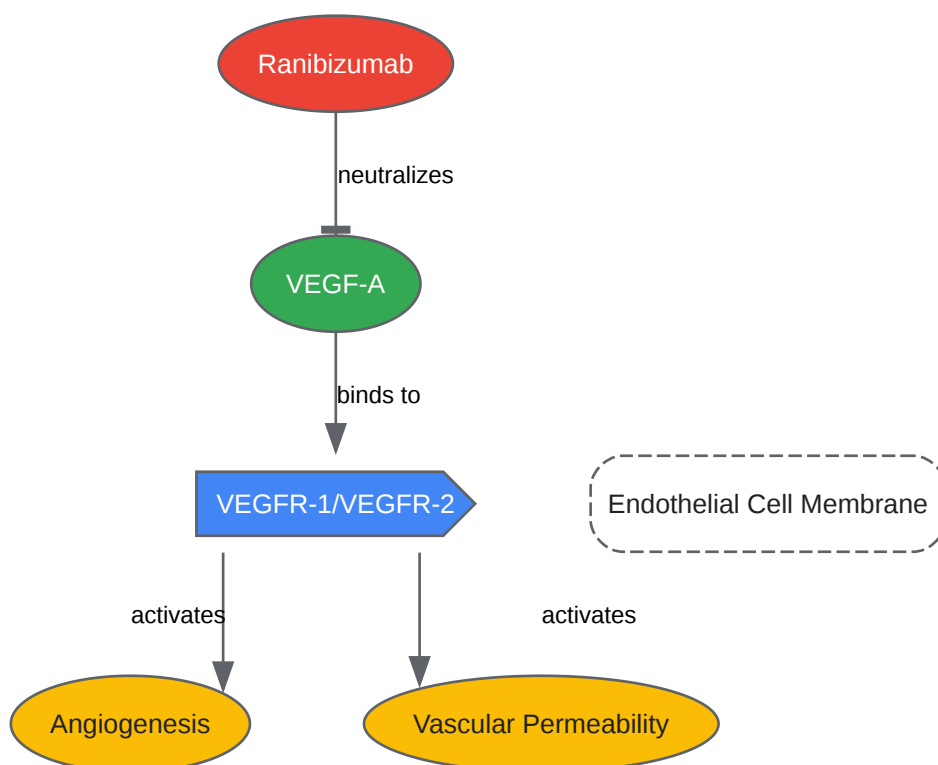 Ranibizumab
neutralizes
VEGF-A
binds to
VEGFR-1/VEGFR-2
Endothelial Cell Membrane
activates
activates
Angiogenesis
Vascular Permeability